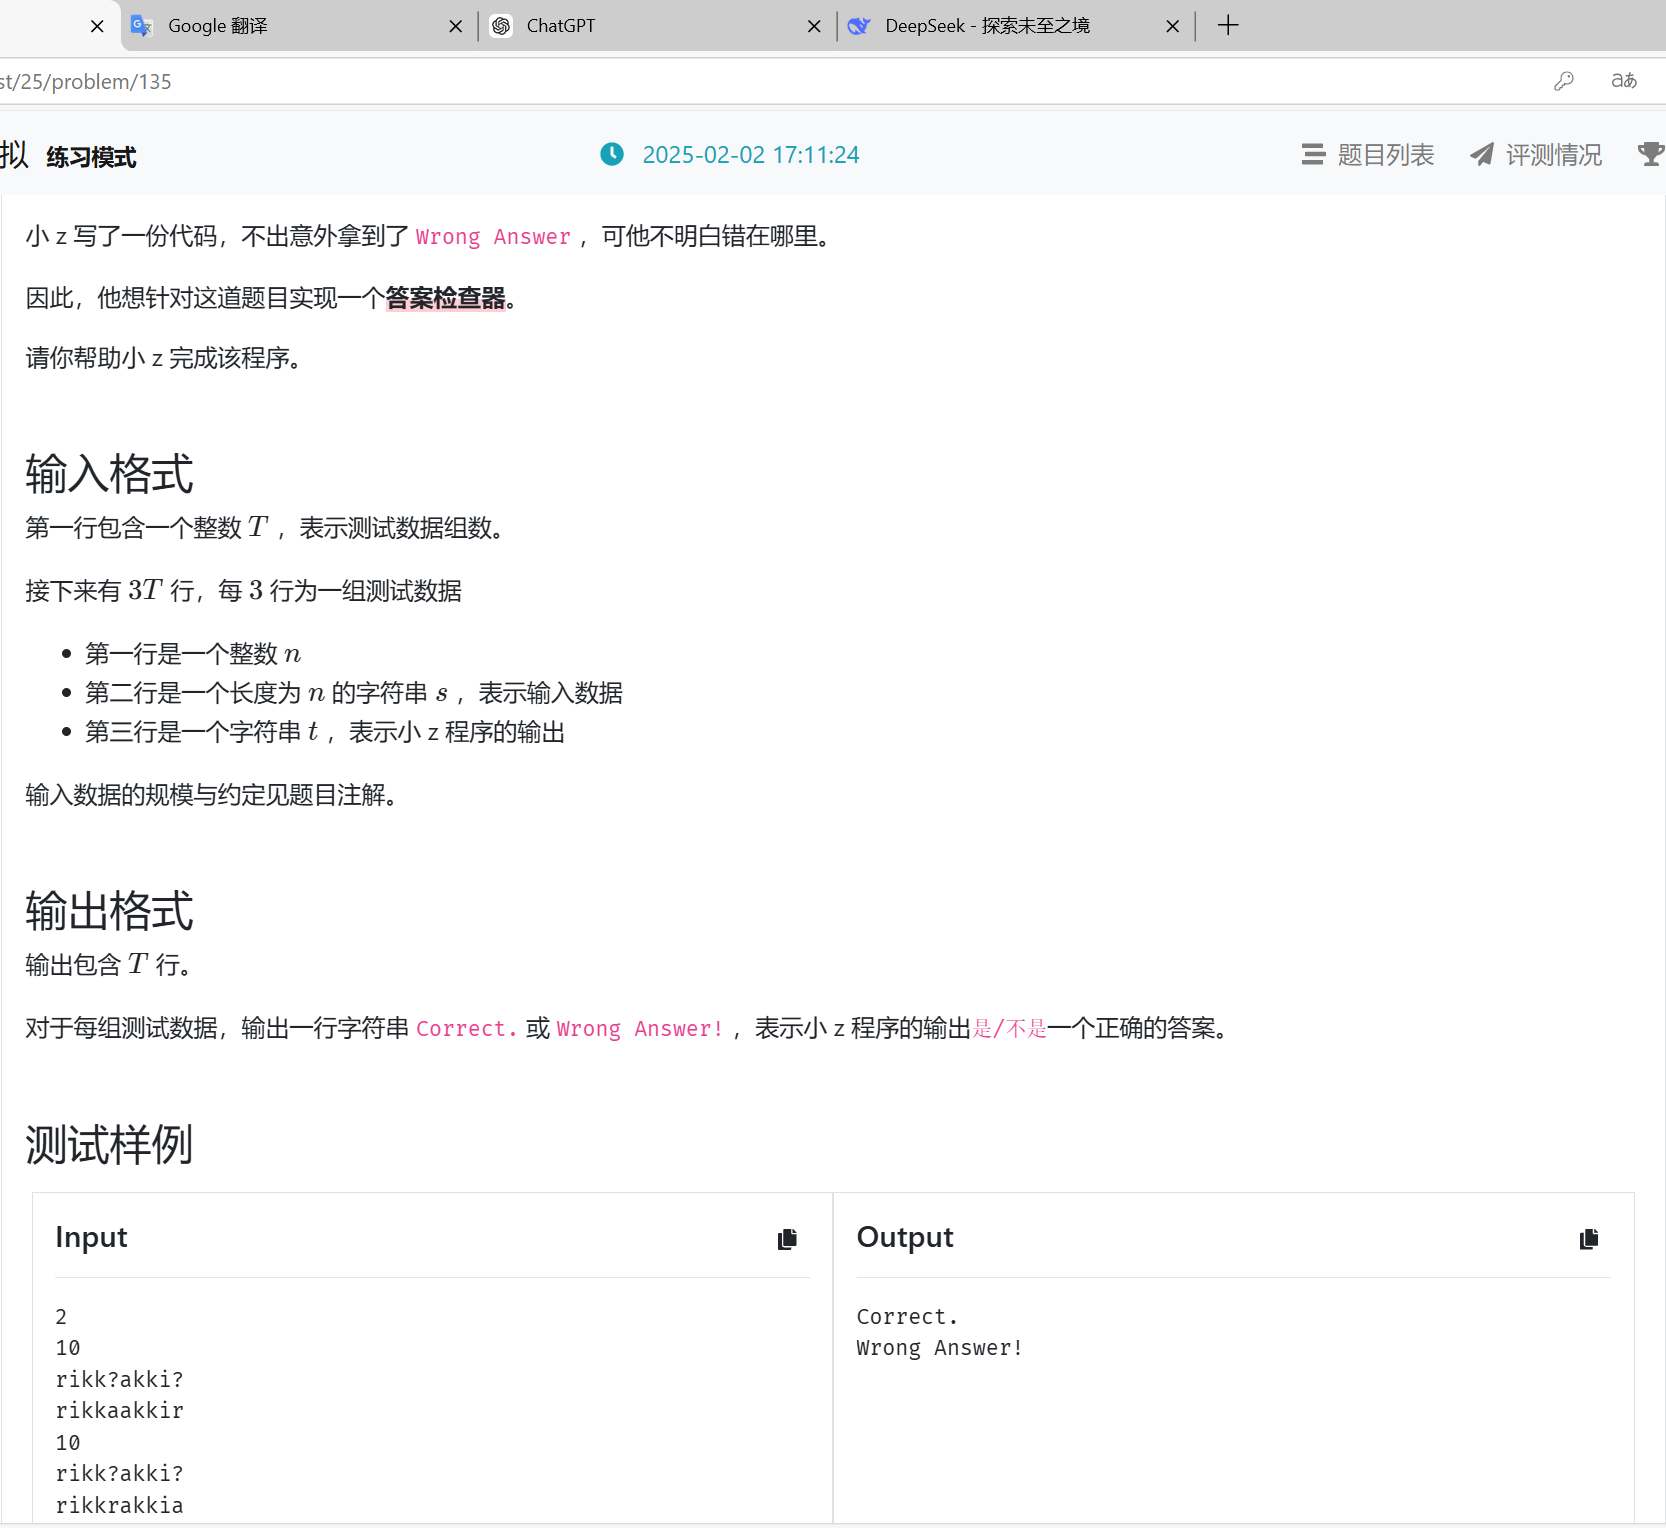 Google 翻译
ChatGPT
DeepSeek - 探索未至之境
st/25/problem/135
aあ
拟 练习模式
2025-02-02 17:11:24
题目列表
评测情况
小 z 写了一份代码，不出意外拿到了 Wrong Answer ，可他不明白错在哪里。
因此，他想针对这道题目实现一个答案检查器。
请你帮助小 z 完成该程序。
输入格式
第一行包含一个整数 T ，表示测试数据组数。
接下来有 3T 行，每 3 行为一组测试数据
• 第一行是一个整数 n
• 第二行是一个长度为 n 的字符串 s ，表示输入数据
• 第三行是一个字符串 t ，表示小 z 程序的输出
输入数据的规模与约定见题目注解。
输出格式
输出包含 T 行。
对于每组测试数据，输出一行字符串 Correct. 或 Wrong Answer! ，表示小 z 程序的输出是/不是一个正确的答案。
测试样例
Input
2
10
rikk?akki?
rikkaakkir
10
rikk?akki?
rikkrakkia
Output
Correct.
Wrong Answer!